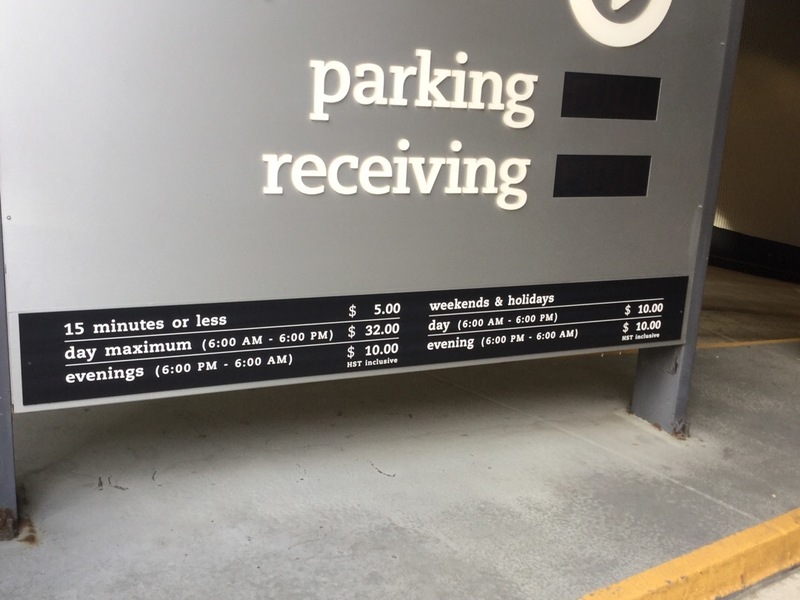 parking
receiving
15 minutes or less $ 5.00
day maximum (6:00 AM - 6:00 PM) $ 32.00
evenings (6:00 PM - 6:00 AM) $ 10.00
HST inclusive
weekends & holidays
day (6:00 AM - 6:00 PM) $ 10.00
evening (6:00 PM - 6:00 AM) $ 10.00
HST inclusive